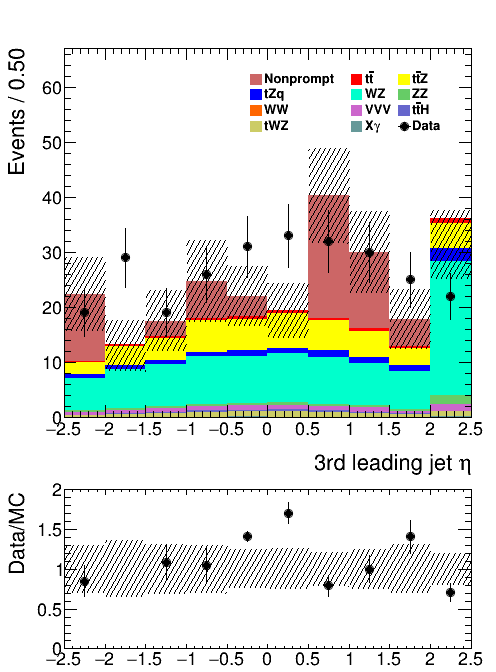 Events / 0.50
60
50
40
30
20
10
0
Nonprompt tt̄ tt̄Z
tZq WZ ZZ
WW VVV tt̄H
tWZ Xγ Data
−2.5 −2 −1.5 −1 −0.5 0 0.5 1 1.5 2 2.5
3rd leading jet η
Data/MC
2
1.5
1
0.5
0
−2.5 −2 −1.5 −1 −0.5 0 0.5 1 1.5 2 2.5